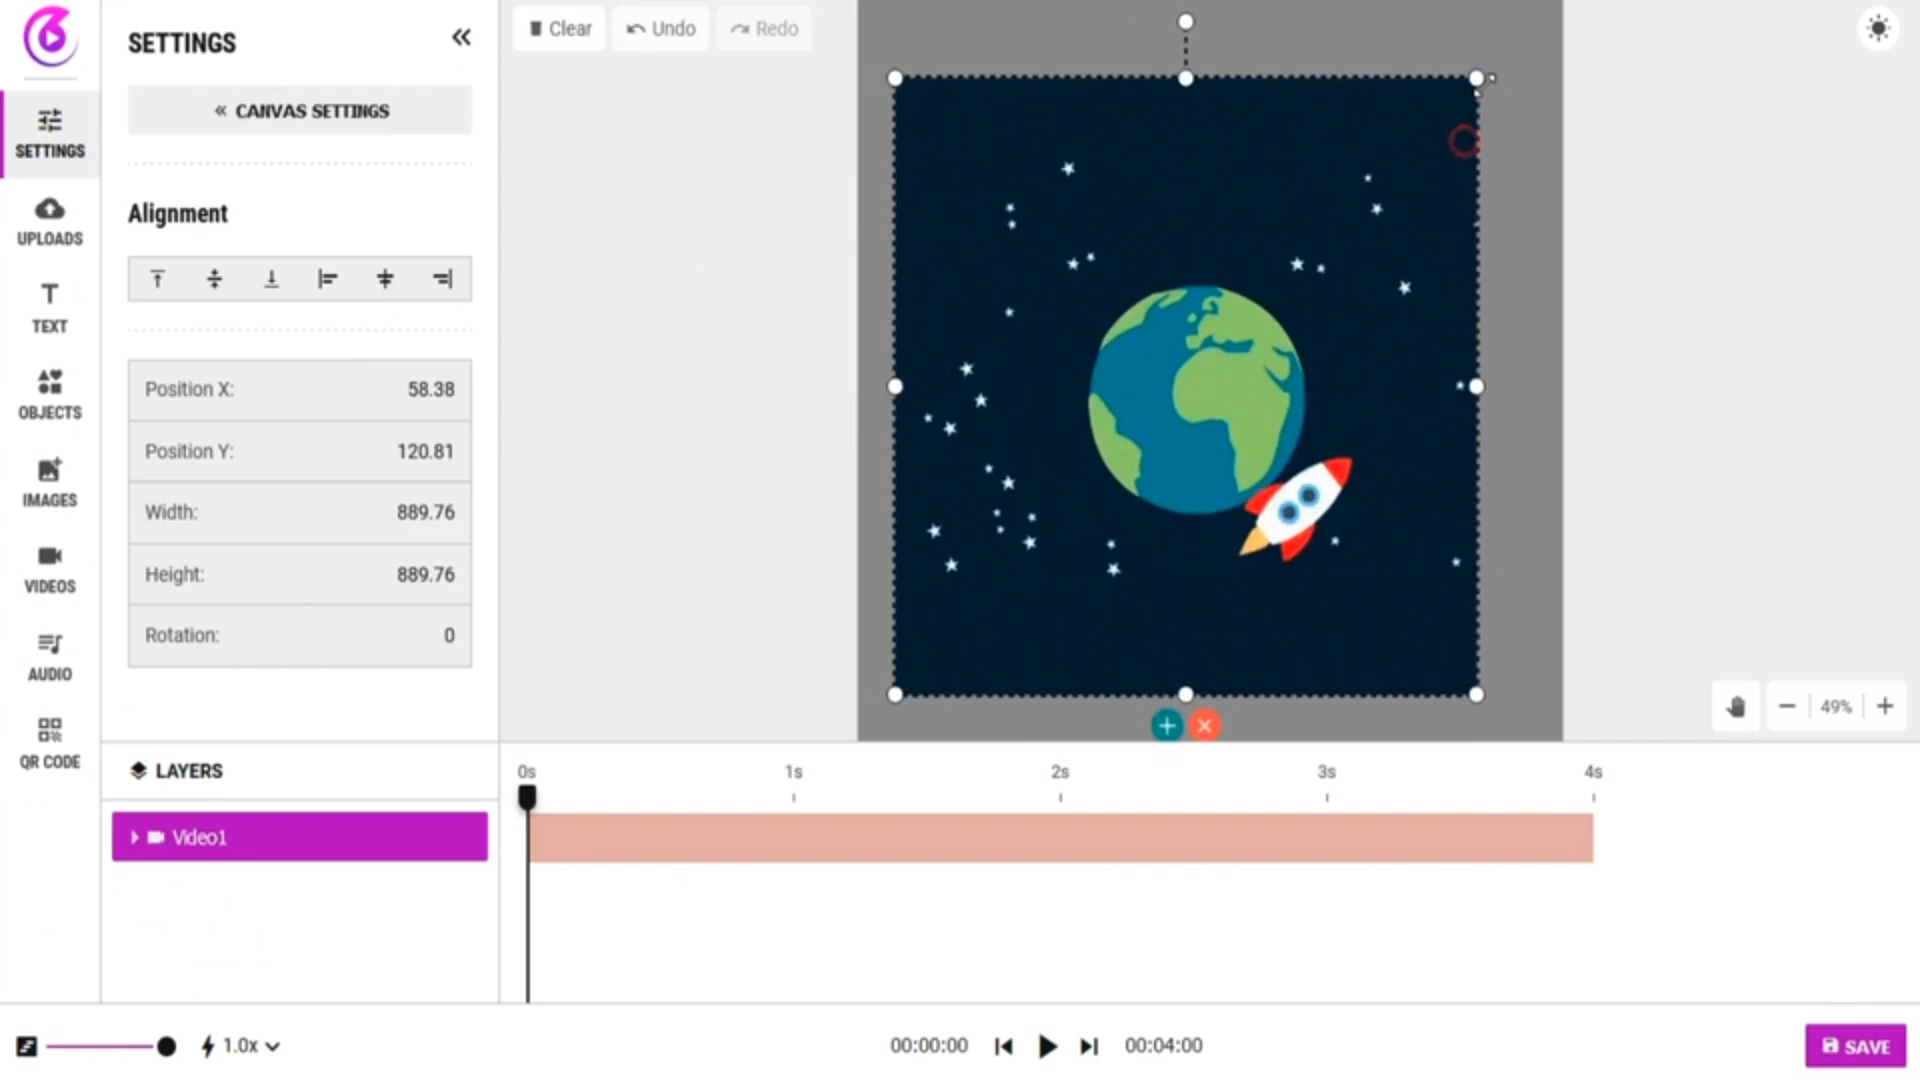 SETTINGS
« CANVAS SETTINGS
Alignment
Position X: 58.38
Position Y: 120.81
Width: 889.76
Height: 889.76
Rotation: 0
SETTINGS
UPLOADS
TEXT
OBJECTS
IMAGES
VIDEOS
AUDIO
QR CODE
Clear Undo Redo
49%
LAYERS
0s 1s 2s 3s 4s
Video1
1.0x
00:00:00 00:04:00
SAVE